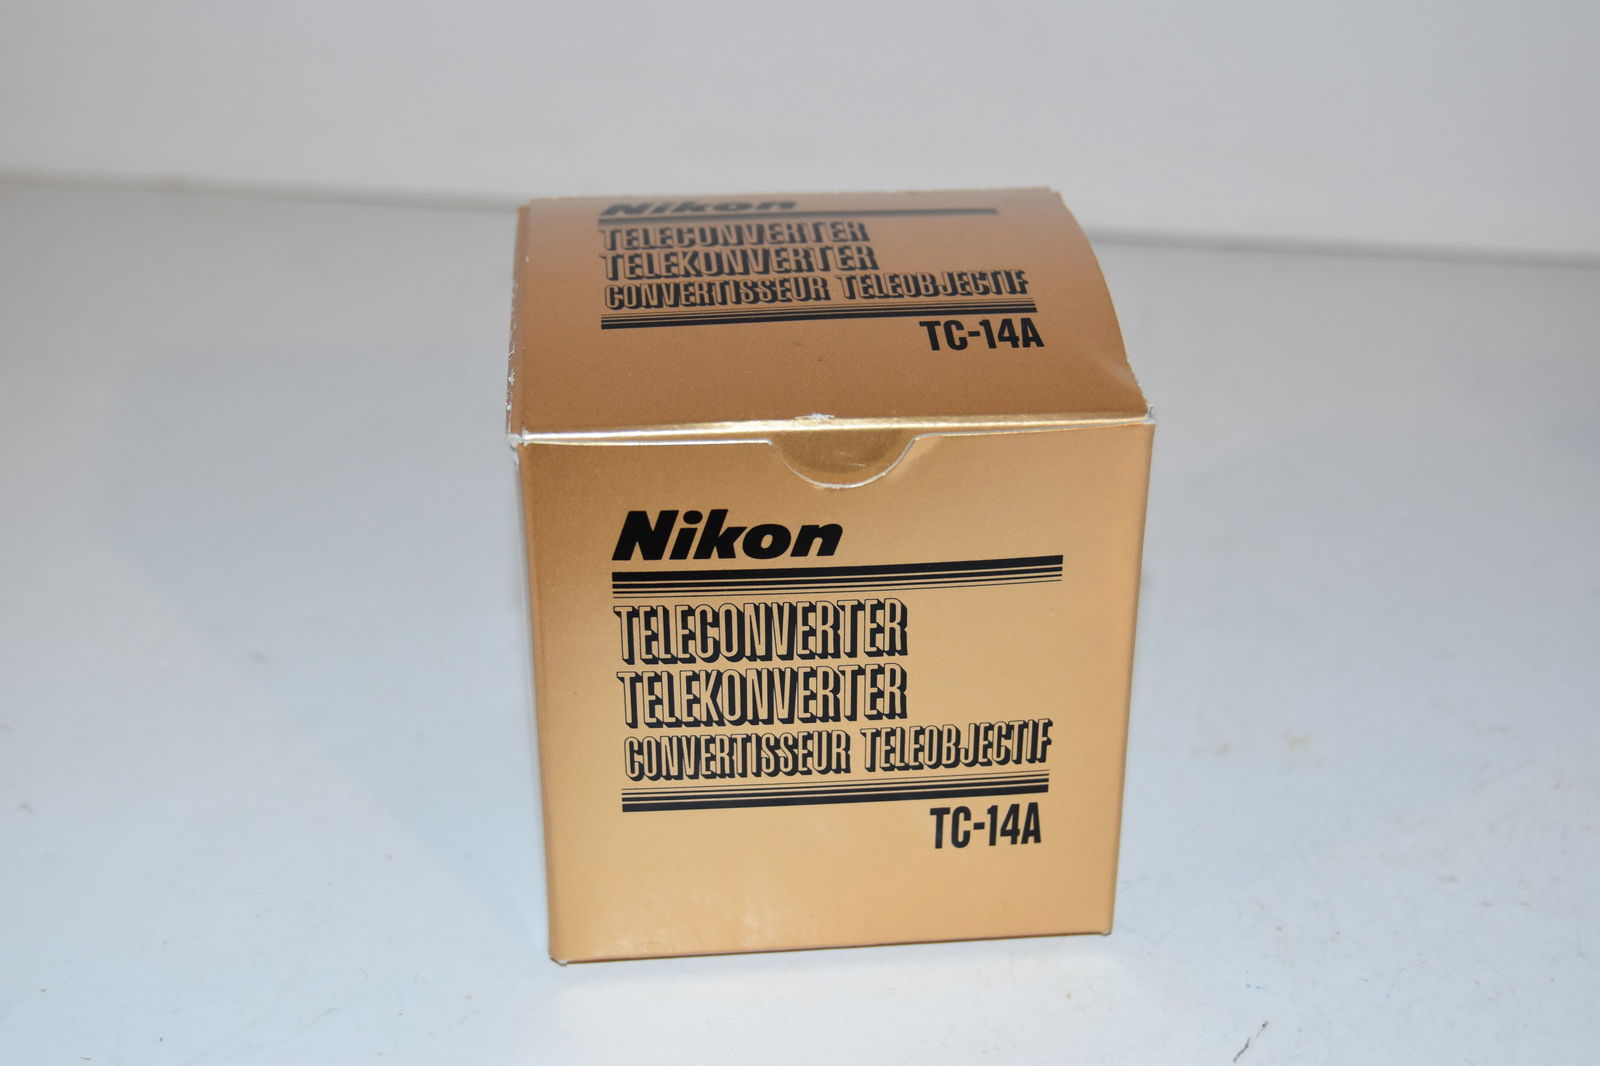 Nikon
TELECONVERTER
TELEKONVERTER
CONVERTISSEUR TELEOBJECTIF
TC-14A
Nikon
TELECONVERTER
TELEKONVERTER
CONVERTISSEUR TELEOBJECTIF
TC-14A